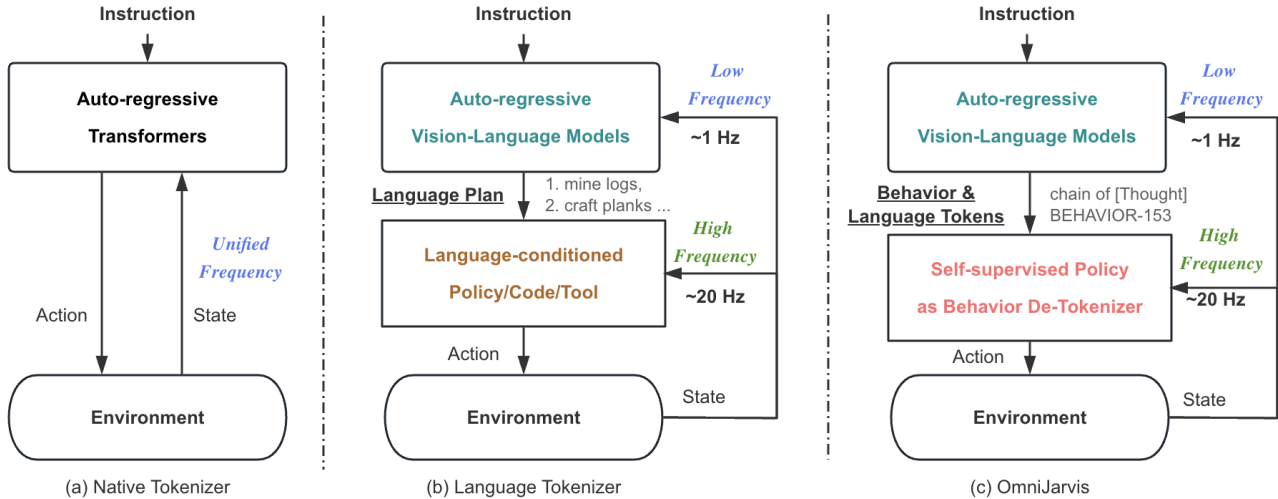 Instruction
Auto-regressive
Transformers
Unified
Frequency
Action
State
Environment
(a) Native Tokenizer
Instruction
Auto-regressive
Vision-Language Models
Low
Frequency
~1 Hz
Language Plan
1. mine logs,
2. craft planks ...
High
Frequency
~20 Hz
Language-conditioned
Policy/Code/Tool
Action
State
Environment
(b) Language Tokenizer
Instruction
Auto-regressive
Vision-Language Models
Low
Frequency
~1 Hz
Behavior &
Language Tokens
chain of [Thought]
BEHAVIOR-153
High
Frequency
~20 Hz
Self-supervised Policy
as Behavior De-Tokenizer
Action
State
Environment
(c) OmniJarvis